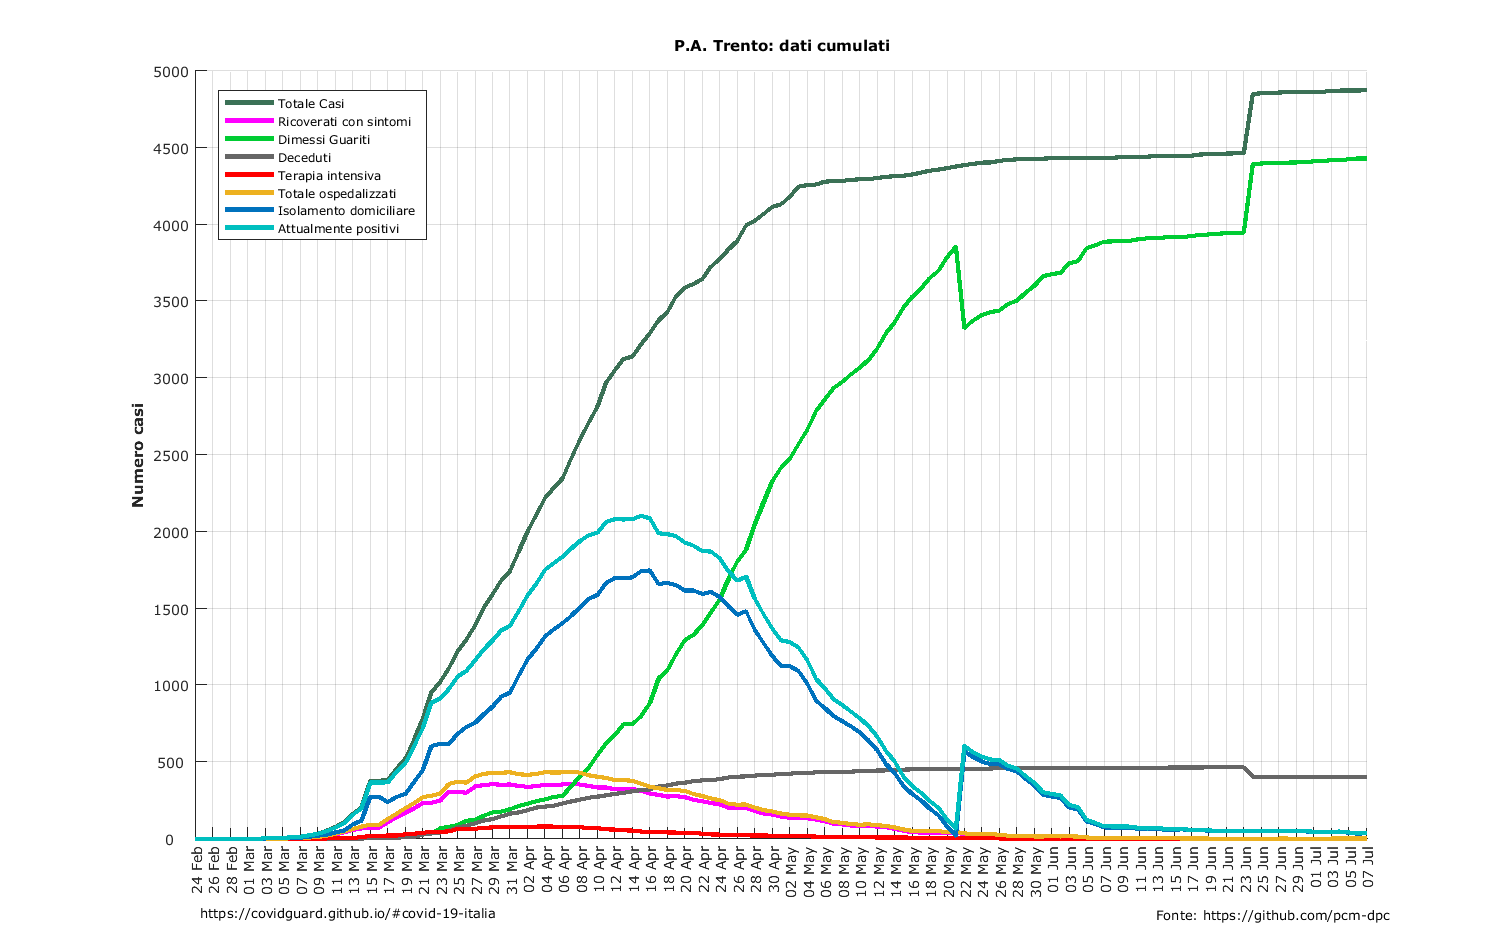 P.A. Trento: dati cumulati
5000
4500
4000
3500
3000
2500
2000
1500
1000
500
0
Numero casi
Totale Casi
Ricoverati con sintomi
Dimessi Guariti
Deceduti
Terapia intensiva
Totale ospedalizzati
Isolamento domiciliare
Attualmente positivi
24 Feb
26 Feb
28 Feb
01 Mar
03 Mar
05 Mar
07 Mar
09 Mar
11 Mar
13 Mar
15 Mar
17 Mar
19 Mar
21 Mar
23 Mar
25 Mar
27 Mar
29 Mar
31 Mar
02 Apr
04 Apr
06 Apr
08 Apr
10 Apr
12 Apr
14 Apr
16 Apr
18 Apr
20 Apr
22 Apr
24 Apr
26 Apr
28 Apr
30 Apr
02 May
04 May
06 May
08 May
10 May
12 May
14 May
16 May
18 May
20 May
22 May
24 May
26 May
28 May
30 May
01 Jun
03 Jun
05 Jun
07 Jun
09 Jun
11 Jun
13 Jun
15 Jun
17 Jun
19 Jun
21 Jun
23 Jun
25 Jun
27 Jun
29 Jun
01 Jul
03 Jul
05 Jul
07 Jul
https://covidguard.github.io/#covid-19-italia
Fonte: https://github.com/pcm-dpc